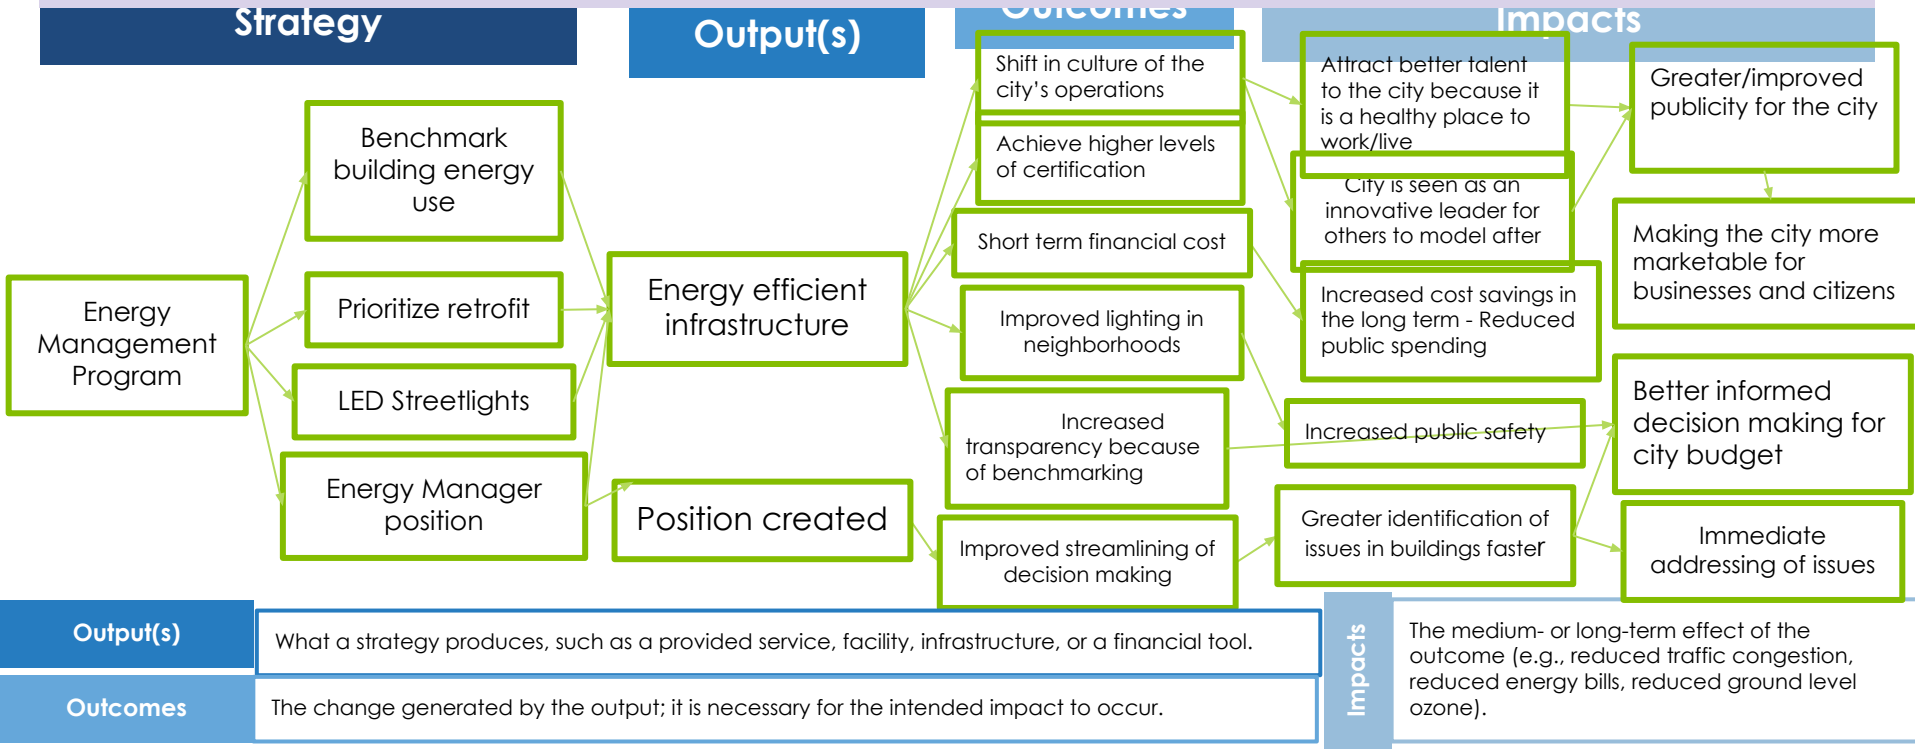 Strategy
Output(s)
Outcomes
Impacts
Energy
Management
Program
Benchmark
building energy
use
Prioritize retrofit
LED Streetlights
Energy Manager
position
Energy efficient
infrastructure
Position created
Shift in culture of the
city's operations
Achieve higher levels
of certification
Short term financial cost
Improved lighting in
neighborhoods
Increased
transparency because
of benchmarking
Improved streamlining of
decision making
Attract better talent
to the city because it
is a healthy place to
work/live
City is seen as an
innovative leader for
others to model after
Increased cost savings in
the long term - Reduced
public spending
Increased public safety
Greater identification of
issues in buildings faster
Greater/improved
publicity for the city
Making the city more
marketable for
businesses and citizens
Better informed
decision making for
city budget
Immediate
addressing of issues
Output(s)
What a strategy produces, such as a provided service, facility, infrastructure, or a financial tool.
Outcomes
The change generated by the output; it is necessary for the intended impact to occur.
Impacts
The medium- or long-term effect of the
outcome (e.g., reduced traffic congestion,
reduced energy bills, reduced ground level
ozone).